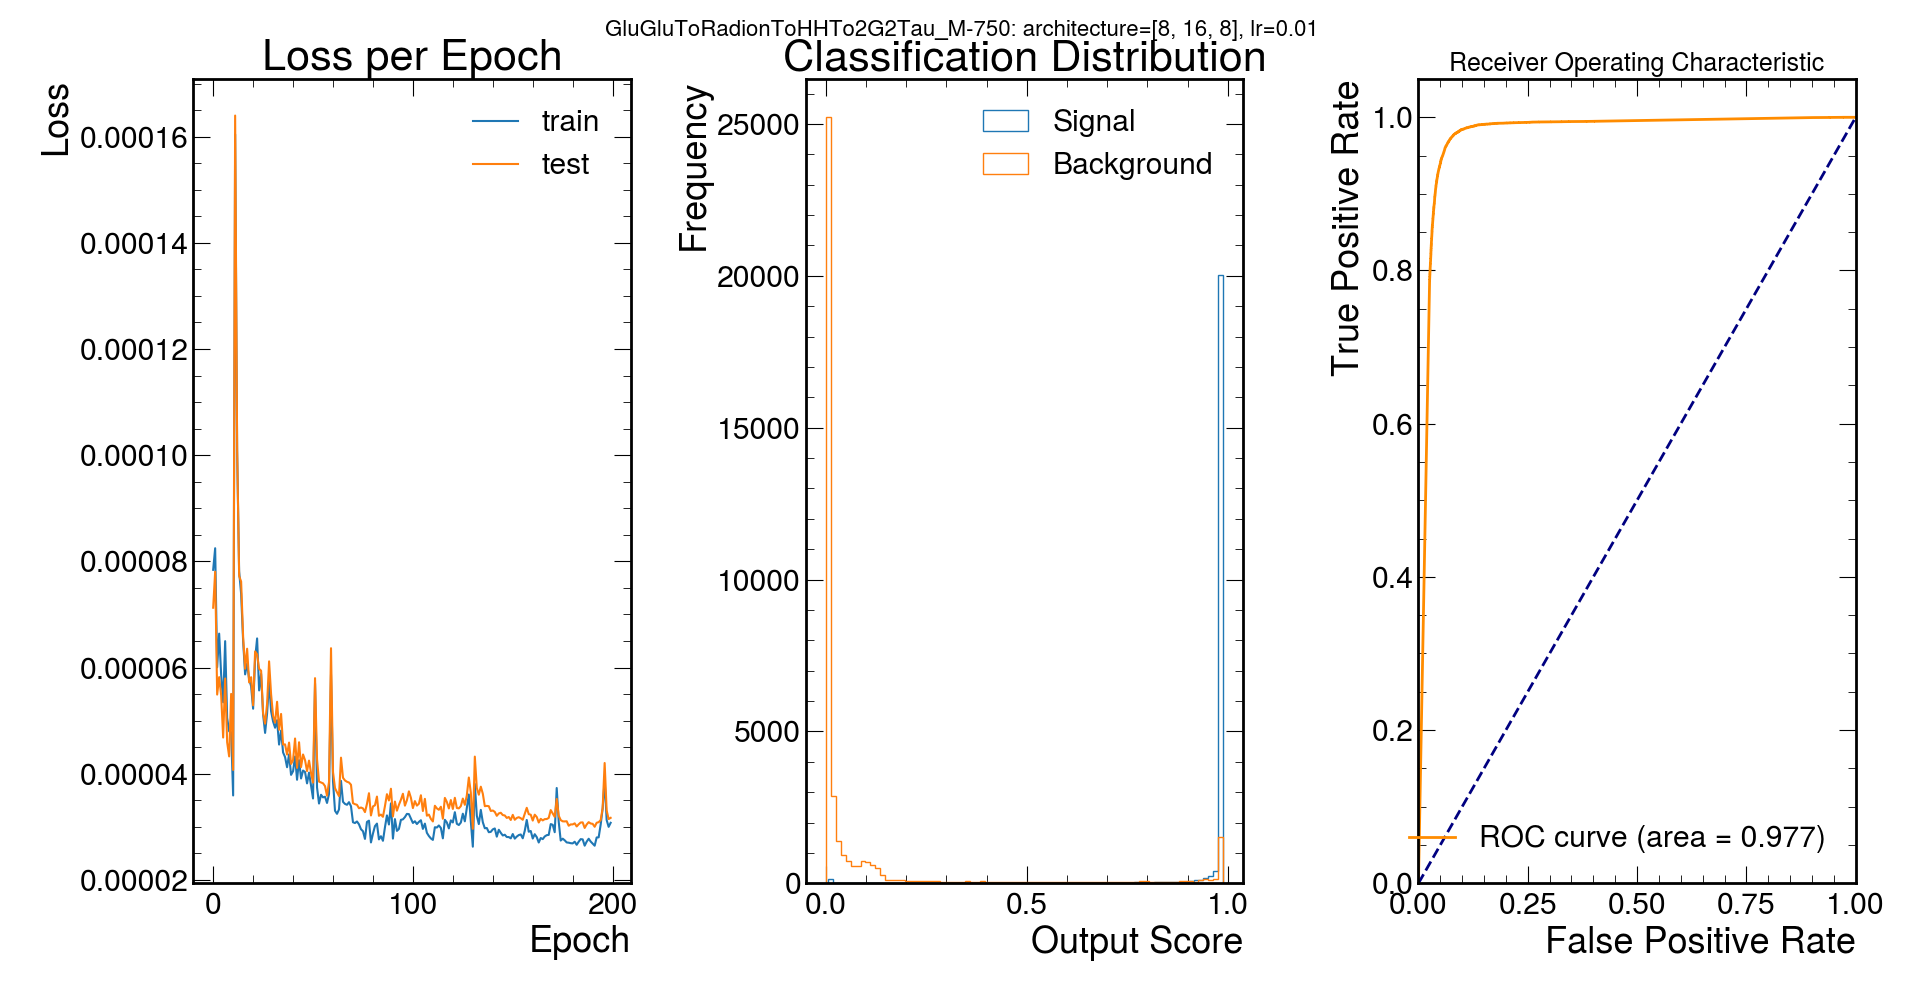 GluGluToRadionToHHTo2G2Tau_M-750: architecture=[8, 16, 8], lr=0.01
Loss per Epoch
Loss
0.00016
0.00014
0.00012
0.00010
0.00008
0.00006
0.00004
0.00002
train
test
0
100
200
Epoch
Classification Distribution
Frequency
25000
20000
15000
10000
5000
0
Signal
Background
0.0
0.5
1.0
Output Score
Receiver Operating Characteristic
True Positive Rate
1.0
0.8
0.6
0.4
0.2
0.0
ROC curve (area = 0.977)
0.00
0.25
0.50
0.75
1.00
False Positive Rate